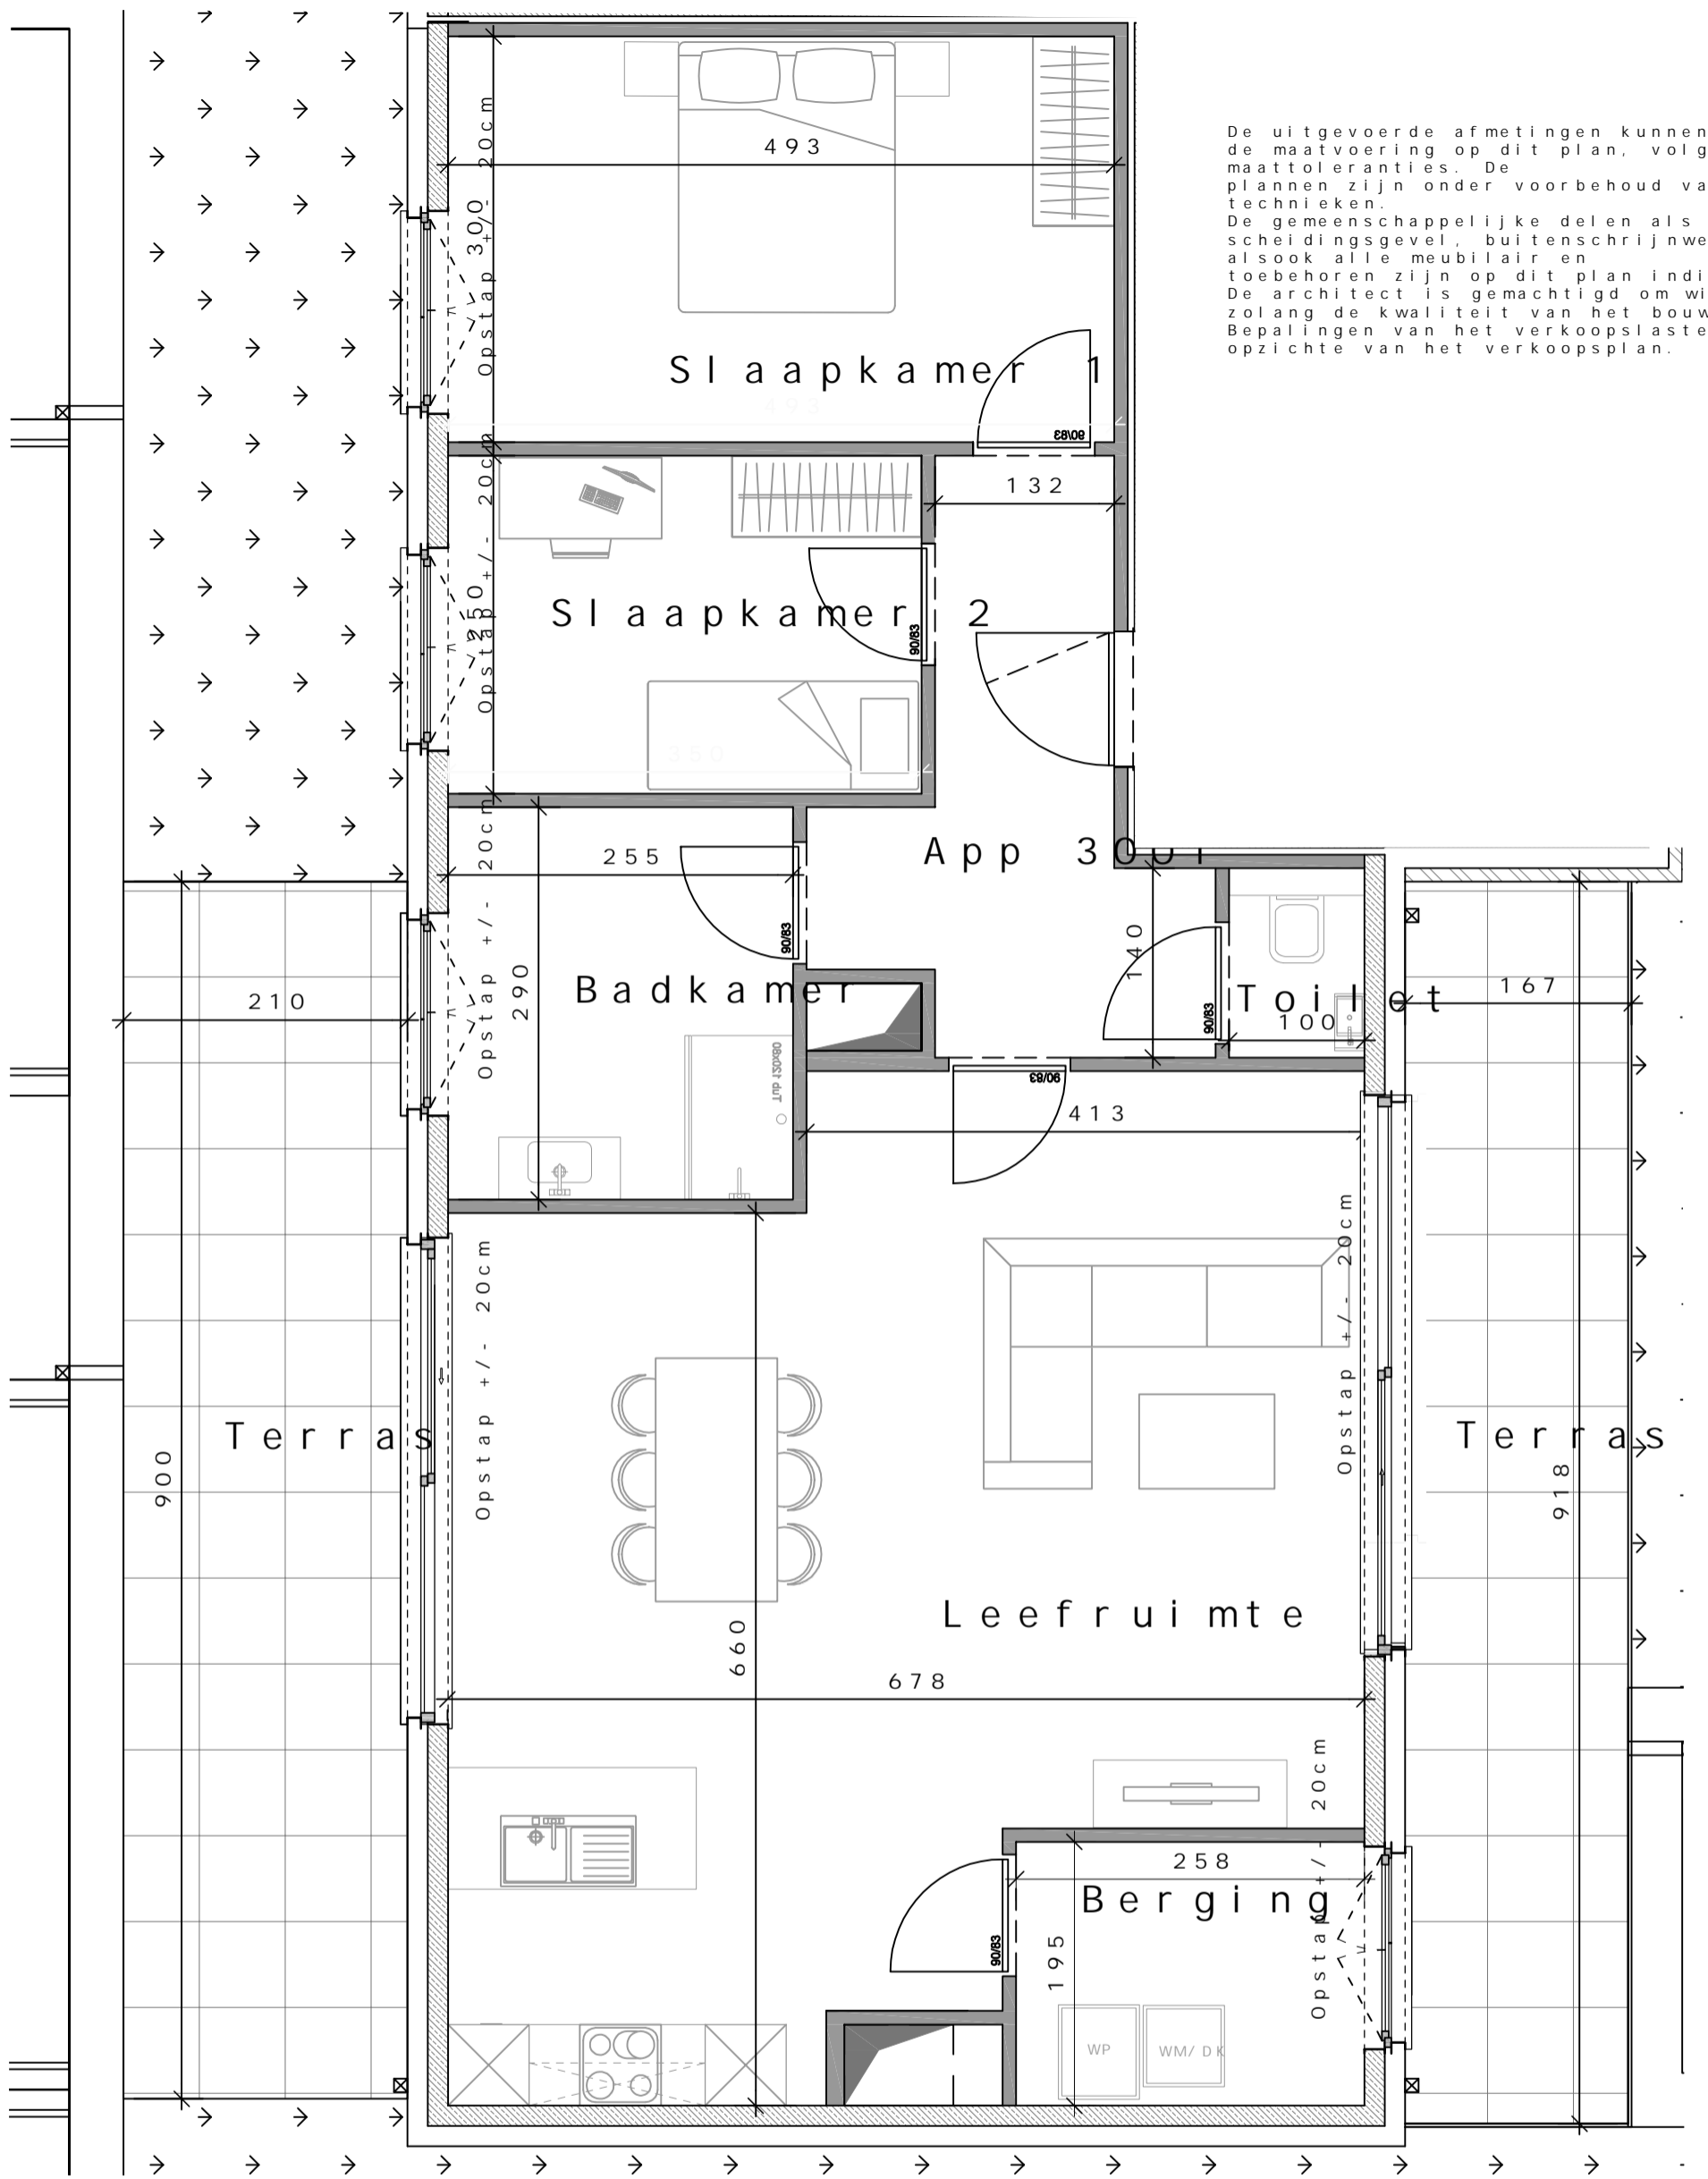 De uitgevoerde afmetingen kunnen
de maatvoering op dit plan, volg
maattoleranties. De
plannen zijn onder voorbehoud va
technieken.
De gemeenschappelijke delen als
scheidingsgevel, buitenschrijnwe
alsook alle meubilair en
toebehoren zijn op dit plan indi
De architect is gemachtigd om wi
zolang de kwaliteit van het bouw
Bepalingen van het verkoopslaste
opzichte van het verkoopsplan.
493
300
Opstap +/- 20cm
Slaapkamer 1
493
90/83
132
250
Opstap +/- 20cm
Slaapkamer 2
90/83
350
App 3001
255
90/83
Opstap +/- 20cm
290
Badkamer
Tub 120x80
140
90/83
Toilet
100
210
167
90/83
413
Opstap +/- 20cm
Opstap +/- 20cm
Terras
900
Terras
918
Leefruimte
660
678
Opstap +/- 20cm
258
Berging
90/83
195
WP
WM/DK